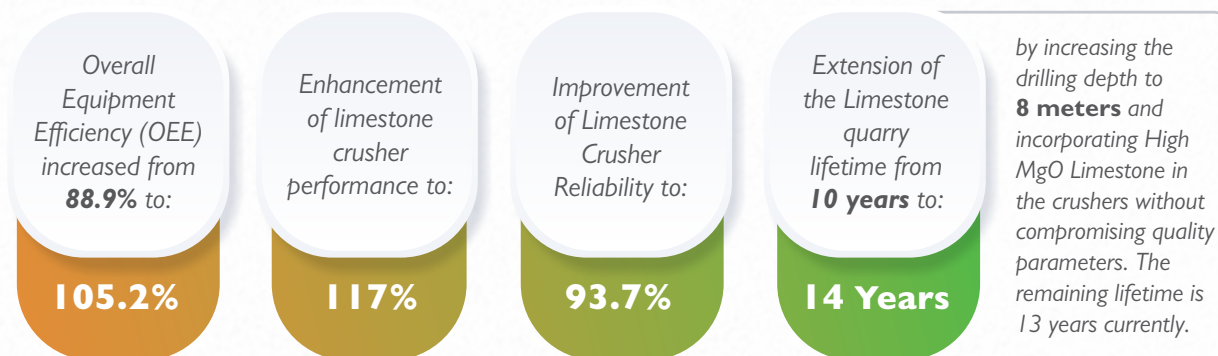 Overall
Equipment
Efficiency (OEE)
increased from
88.9% to:
105.2%
Enhancement
of limestone
crusher
performance to:
117%
Improvement
of Limestone
Crusher
Reliability to:
93.7%
Extension of
the Limestone
quarry
lifetime from
10 years to:
14 Years
by increasing the
drilling depth to
8 meters and
incorporating High
MgO Limestone in
the crushers without
compromising quality
parameters. The
remaining lifetime is
13 years currently.